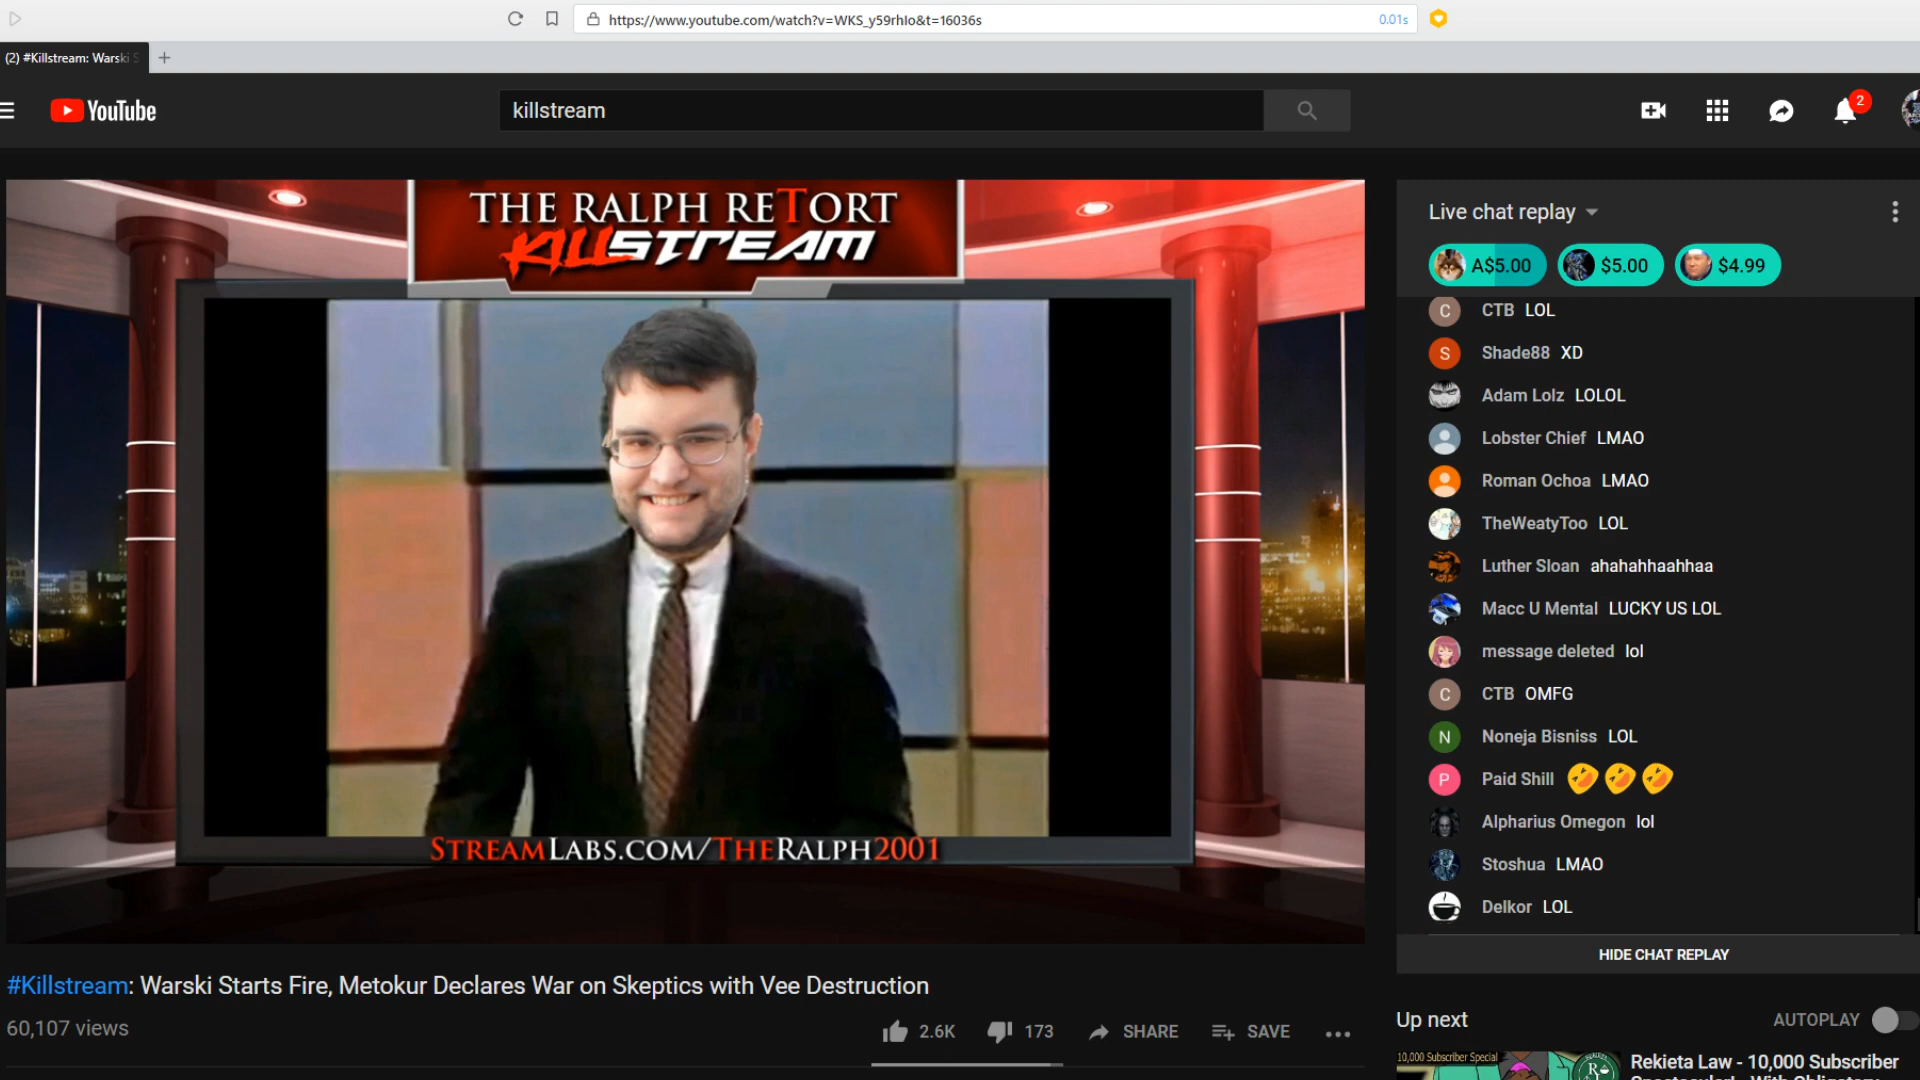 https://www.youtube.com/watch?v=WKS_y59rhIo&t=16036s
0.01s
(2) #Killstream: Warski S
YouTube
killstream
2
THE RALPH RETORT
KILLSTREAM
STREAMLABS.COM/THERALPH2001
Live chat replay
A$5.00
$5.00
$4.99
C CTB LOL
S Shade88 XD
Adam Lolz LOLOL
Lobster Chief LMAO
Roman Ochoa LMAO
TheWeatyToo LOL
Luther Sloan ahahahhaahhaa
Macc U Mental LUCKY US LOL
message deleted lol
C CTB OMFG
N Noneja Bisniss LOL
P Paid Shill 🤣🤣🤣
Alpharius Omegon lol
Stoshua LMAO
Delkor LOL
HIDE CHAT REPLAY
#Killstream: Warski Starts Fire, Metokur Declares War on Skeptics with Vee Destruction
60,107 views
2.6K
173
SHARE
SAVE
Up next
AUTOPLAY
10,000 Subscriber Special
Rekieta Law - 10,000 Subscriber